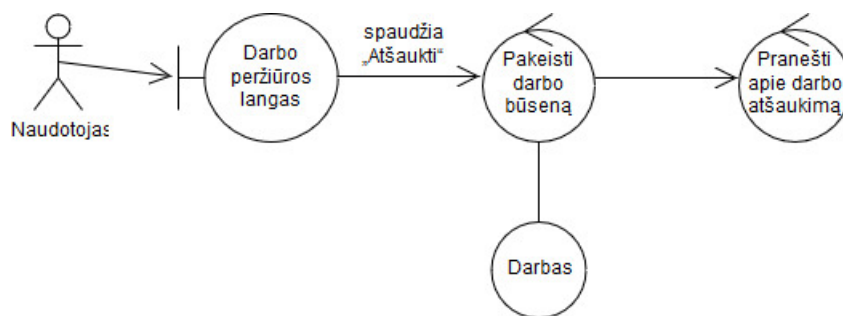 Naudotojas
Darbo
peržiūros
langas
spaudžia
„Atšaukti“
Pakeisti
darbo
būseną
Pranešti
apie darbo
atšaukimą
Darbas